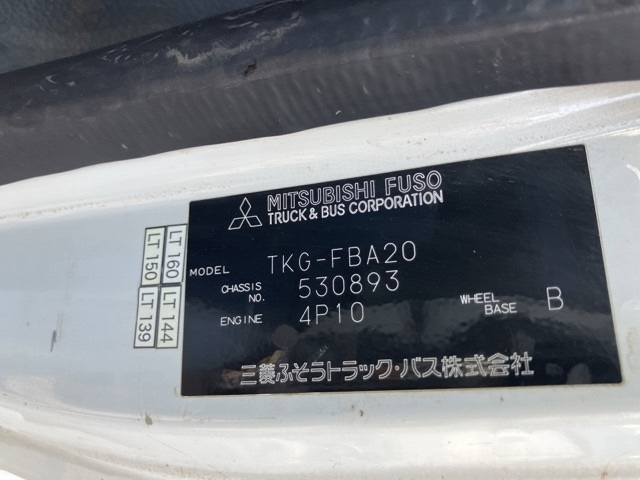 MITSUBISHI FUSO
TRUCK & BUS CORPORATION
MODEL TKG-FBA20
CHASSIS NO. 530893
ENGINE 4P10 WHEEL BASE B
三菱ふそうトラック・バス株式会社
LT 150
LT 160
LT 139
LT 144